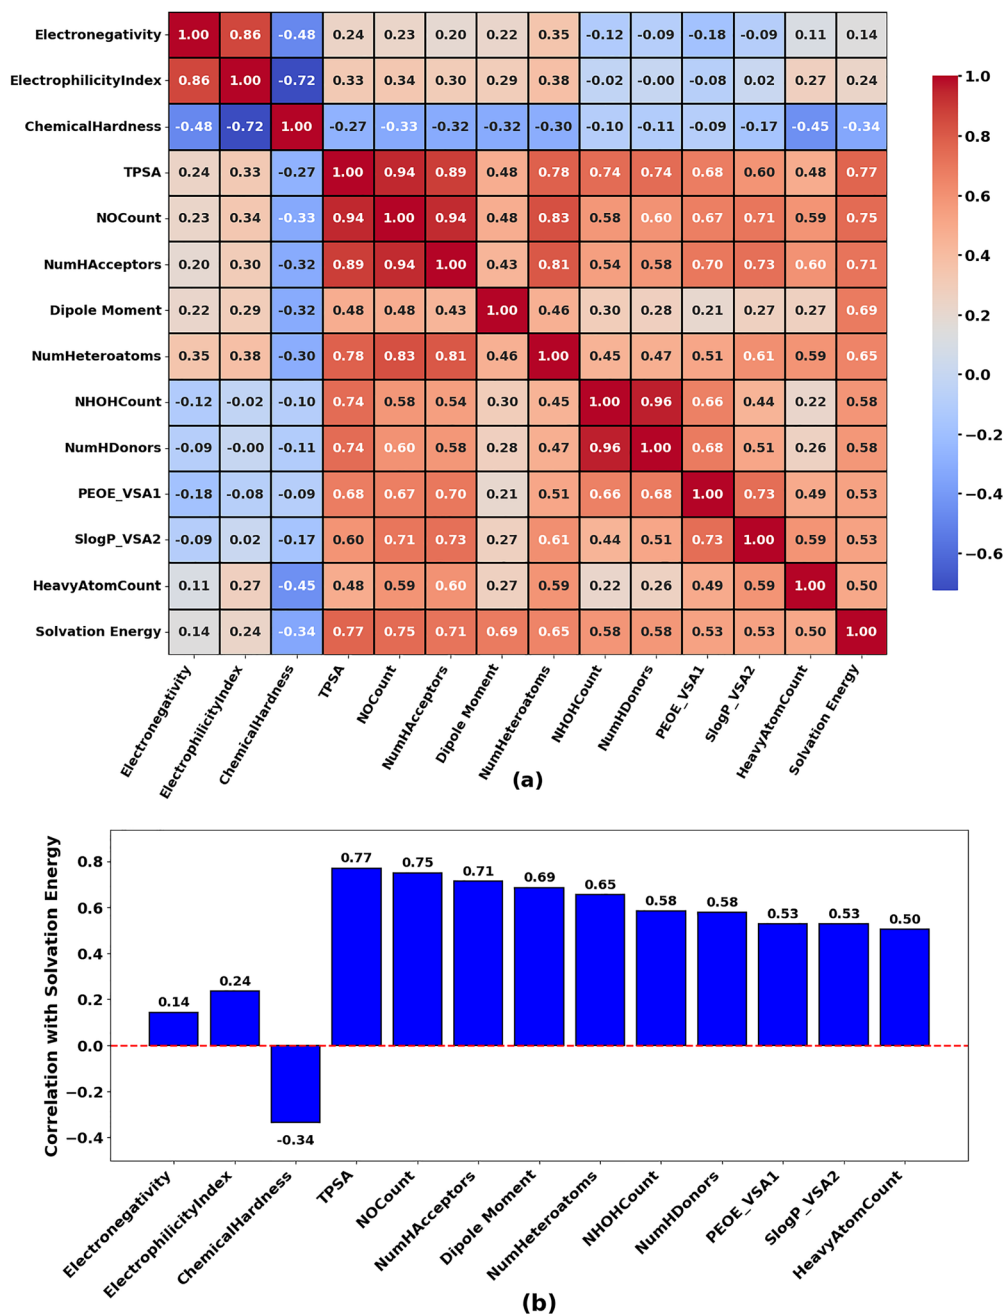 Electronegativity 1.00 0.86 -0.48 0.24 0.23 0.20 0.22 0.35 -0.12 -0.09 -0.18 -0.09 0.11 0.14
ElectrophilicityIndex 0.86 1.00 -0.72 0.33 0.34 0.30 0.29 0.38 -0.02 -0.00 -0.08 0.02 0.27 0.24
ChemicalHardness -0.48 -0.72 1.00 -0.27 -0.33 -0.32 -0.32 -0.30 -0.10 -0.11 -0.09 -0.17 -0.45 -0.34
TPSA 0.24 0.33 -0.27 1.00 0.94 0.89 0.48 0.78 0.74 0.74 0.68 0.60 0.48 0.77
NOCount 0.23 0.34 -0.33 0.94 1.00 0.94 0.48 0.83 0.58 0.60 0.67 0.71 0.59 0.75
NumHAcceptors 0.20 0.30 -0.32 0.89 0.94 1.00 0.43 0.81 0.54 0.58 0.70 0.73 0.60 0.71
Dipole Moment 0.22 0.29 -0.32 0.48 0.48 0.43 1.00 0.46 0.30 0.28 0.21 0.27 0.27 0.69
NumHeteroatoms 0.35 0.38 -0.30 0.78 0.83 0.81 0.46 1.00 0.45 0.47 0.51 0.61 0.59 0.65
NHOHCount -0.12 -0.02 -0.10 0.74 0.58 0.54 0.30 0.45 1.00 0.96 0.66 0.44 0.22 0.58
NumHDonors -0.09 -0.00 -0.11 0.74 0.60 0.58 0.28 0.47 0.96 1.00 0.68 0.51 0.26 0.58
PEOE_VSA1 -0.18 -0.08 -0.09 0.68 0.67 0.70 0.21 0.51 0.66 0.68 1.00 0.73 0.49 0.53
SlogP_VSA2 -0.09 0.02 -0.17 0.60 0.71 0.73 0.27 0.61 0.44 0.51 0.73 1.00 0.59 0.53
HeavyAtomCount 0.11 0.27 -0.45 0.48 0.59 0.60 0.27 0.59 0.22 0.26 0.49 0.59 1.00 0.50
Solvation Energy 0.14 0.24 -0.34 0.77 0.75 0.71 0.69 0.65 0.58 0.58 0.53 0.53 0.50 1.00
Electronegativity
ElectrophilicityIndex
ChemicalHardness
TPSA
NOCount
NumHAcceptors
Dipole Moment
NumHeteroatoms
NHOHCount
NumHDonors
PEOE_VSA1
SlogP_VSA2
HeavyAtomCount
Solvation Energy
1.0
0.8
0.6
0.4
0.2
0.0
−0.2
−0.4
−0.6
(a)
Correlation with Solvation Energy
0.8
0.6
0.4
0.2
0.0
−0.2
−0.4
0.14
0.24
-0.34
0.77
0.75
0.71
0.69
0.65
0.58
0.58
0.53
0.53
0.50
Electronegativity
ElectrophilicityIndex
ChemicalHardness
TPSA
NOCount
NumHAcceptors
Dipole Moment
NumHeteroatoms
NHOHCount
NumHDonors
PEOE_VSA1
SlogP_VSA2
HeavyAtomCount
(b)